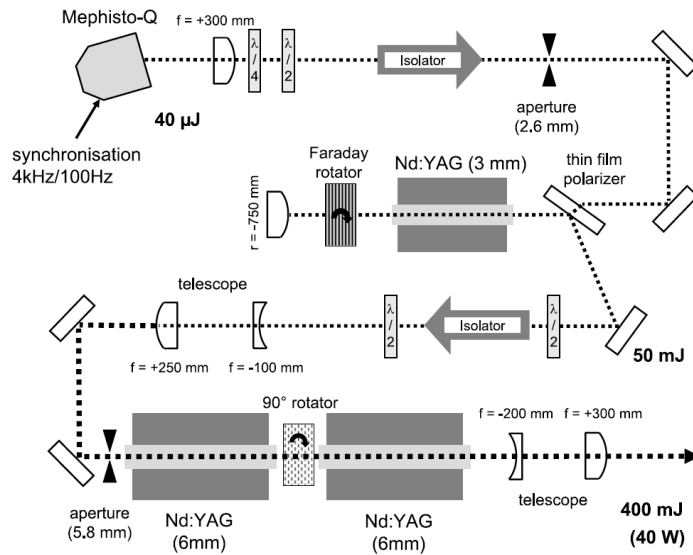 Mephisto-Q
f = +300 mm
λ/4
λ/2
Isolator
40 µJ
aperture
(2.6 mm)
synchronisation
4kHz/100Hz
Faraday
rotator
Nd:YAG (3 mm)
thin film
polarizer
r = -750 mm
telescope
λ/2
Isolator
λ/2
50 mJ
f = +250 mm
f = -100 mm
90° rotator
f = -200 mm
f = +300 mm
aperture
(5.8 mm)
Nd:YAG
(6mm)
Nd:YAG
(6mm)
telescope
400 mJ
(40 W)